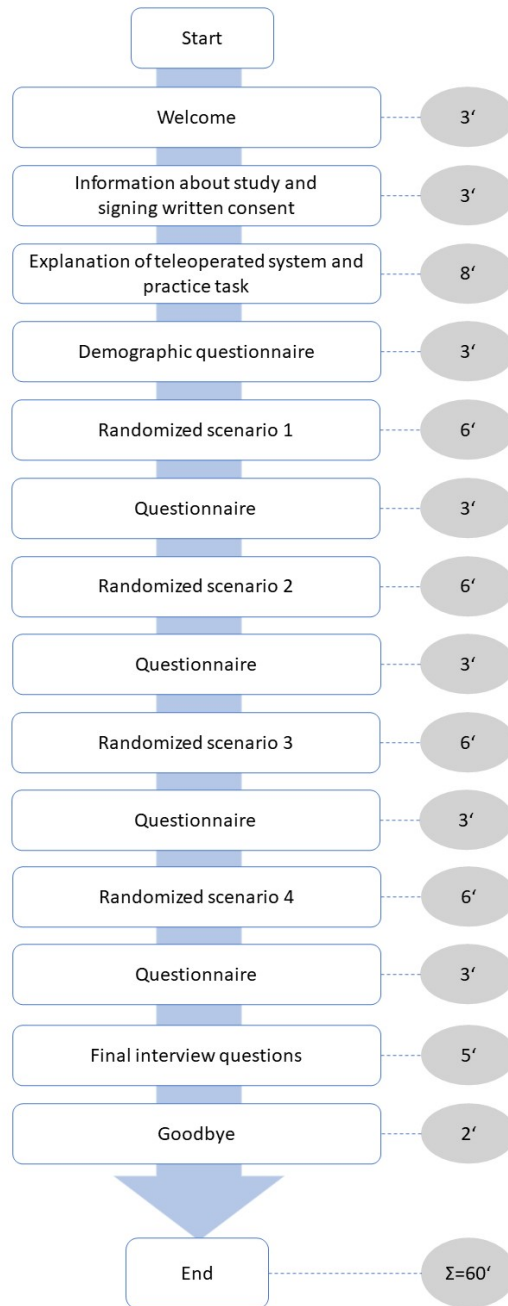 Start
Welcome
3‘
Information about study and
signing written consent
3‘
Explanation of teleoperated system and
practice task
8‘
Demographic questionnaire
3‘
Randomized scenario 1
6‘
Questionnaire
3‘
Randomized scenario 2
6‘
Questionnaire
3‘
Randomized scenario 3
6‘
Questionnaire
3‘
Randomized scenario 4
6‘
Questionnaire
3‘
Final interview questions
5‘
Goodbye
2‘
End
Σ=60‘